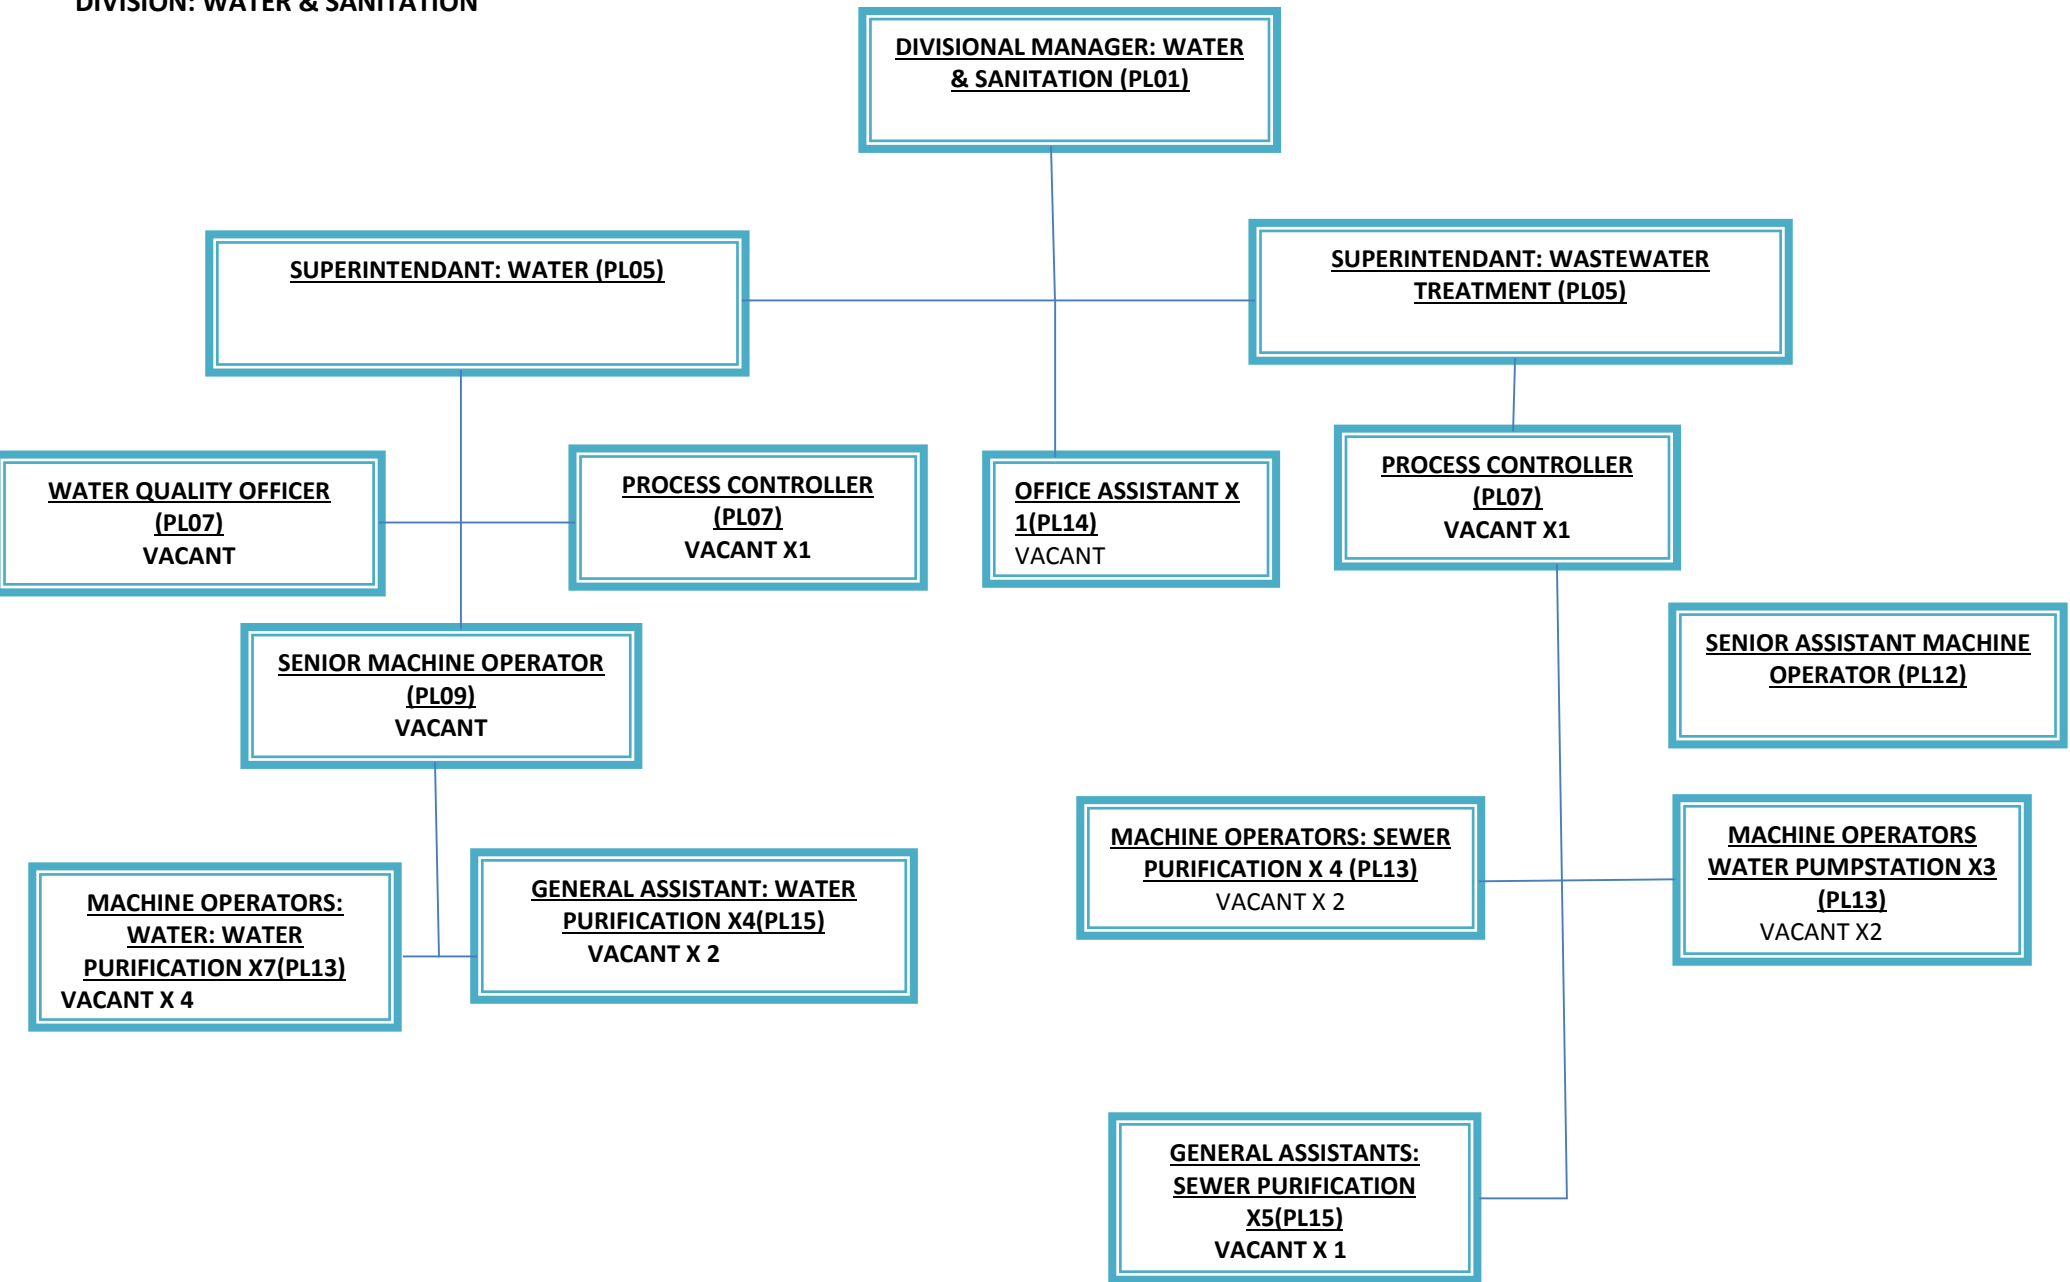 DIVISION: WATER & SANITATION
DIVISIONAL MANAGER: WATER
& SANITATION (PL01)
SUPERINTENDANT: WATER (PL05)
SUPERINTENDANT: WASTEWATER
TREATMENT (PL05)
WATER QUALITY OFFICER
(PL07)
VACANT
PROCESS CONTROLLER
(PL07)
VACANT X1
OFFICE ASSISTANT X
1(PL14)
VACANT
PROCESS CONTROLLER
(PL07)
VACANT X1
SENIOR MACHINE OPERATOR
(PL09)
VACANT
SENIOR ASSISTANT MACHINE
OPERATOR (PL12)
MACHINE OPERATORS:
WATER: WATER
PURIFICATION X7(PL13)
VACANT X 4
GENERAL ASSISTANT: WATER
PURIFICATION X4(PL15)
VACANT X 2
MACHINE OPERATORS: SEWER
PURIFICATION X 4 (PL13)
VACANT X 2
MACHINE OPERATORS
WATER PUMPSTATION X3
(PL13)
VACANT X2
GENERAL ASSISTANTS:
SEWER PURIFICATION
X5(PL15)
VACANT X 1